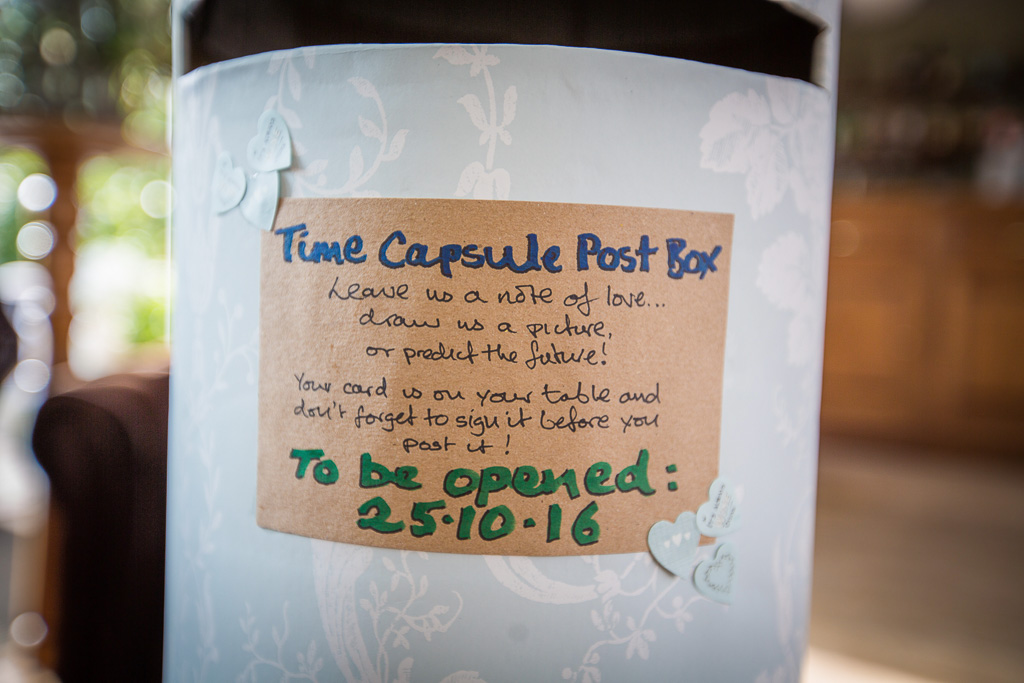 Time Capsule Post Box
Leave us a note of love...
draw us a picture,
or predict the future!
Your card is on your table and
don't forget to sign it before you
post it!
To be opened:
25.10.16